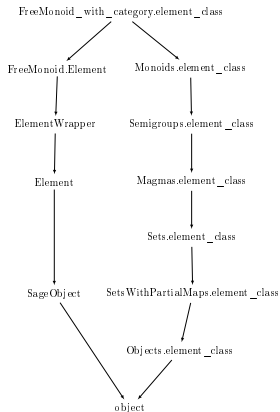 FreeMonoid_with_category.element_class
FreeMonoid.Element
Monoids.element_class
ElementWrapper
Semigroups.element_class
Element
Magmas.element_class
Sets.element_class
SageObject
SetsWithPartialMaps.element_class
Objects.element_class
object